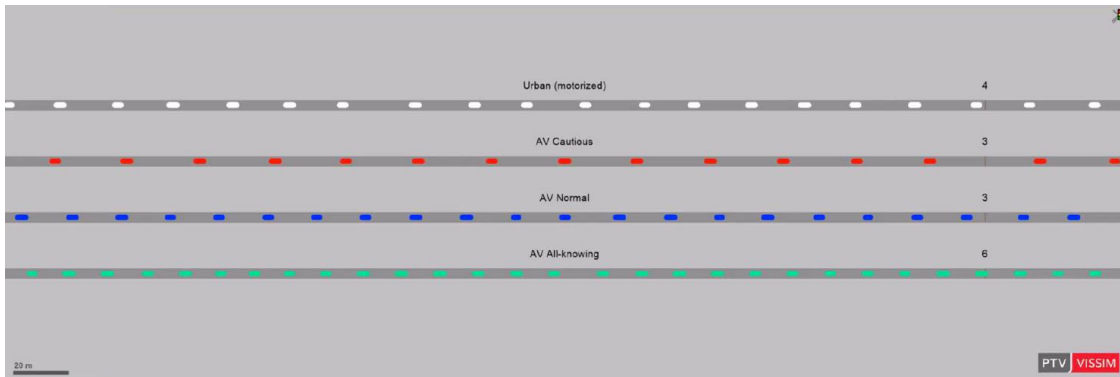 Urban (motorized) 4
AV Cautious 3
AV Normal 3
AV All-knowing 6
20 m
PTV VISSIM